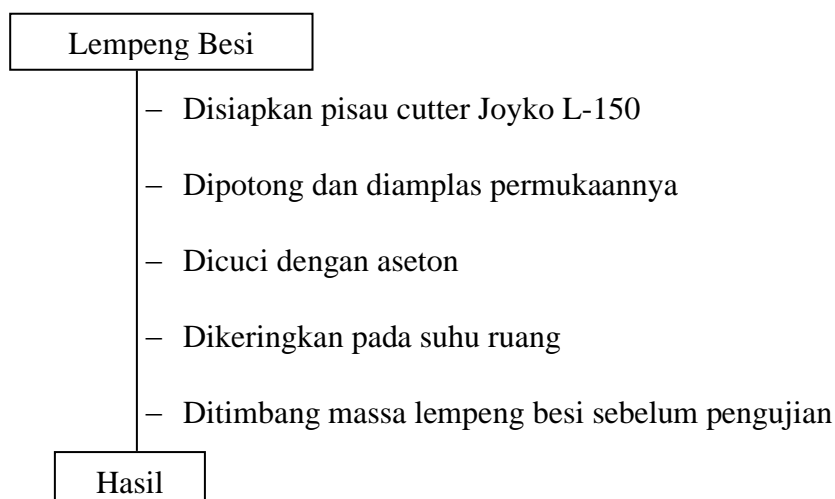 Lempeng Besi
– Disiapkan pisau cutter Joyko L-150
– Dipotong dan diamplas permukaannya
– Dicuci dengan aseton
– Dikeringkan pada suhu ruang
– Ditimbang massa lempeng besi sebelum pengujian
Hasil